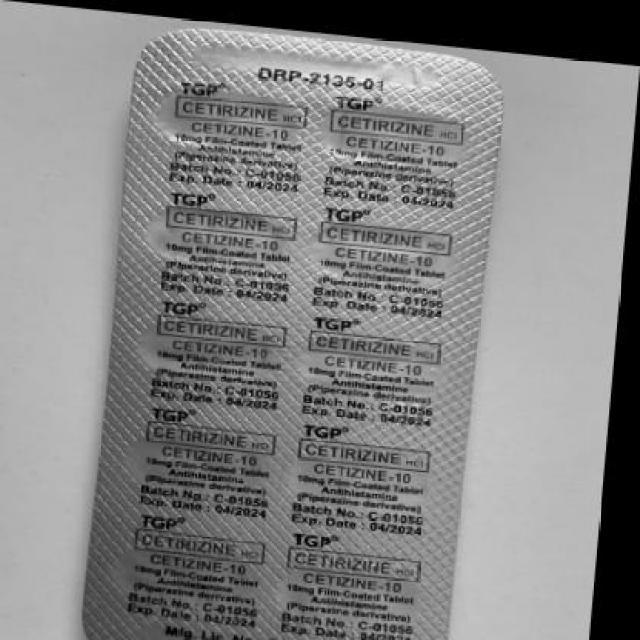 DRP-2136-01
TGP®
CETIRIZINE HCl
CETIZINE-10
10mg Film-Coated Tablet
(Piperazine derivative)
Batch No. : C-01056
Exp. Date : 04/2024
TGP®
CETIRIZINE HCl
CETIZINE-10
10mg Film-Coated Tablet
(Piperazine derivative)
Batch No. : C-01056
Exp. Date : 04/2024
TGP®
CETIRIZINE HCl
CETIZINE-10
10mg Film-Coated Tablet
(Piperazine derivative)
Batch No. : C-01056
Exp. Date : 04/2024
TGP®
CETIRIZINE HCl
CETIZINE-10
10mg Film-Coated Tablet
(Piperazine derivative)
Batch No. : C-01056
Exp. Date : 04/2024
TGP®
CETIRIZINE HCl
CETIZINE-10
10mg Film-Coated Tablet
Antihistamine
(Piperazine derivative)
Batch No. : C-01056
Exp. Date : 04/2024
TGP®
CETIRIZINE HCl
CETIZINE-10
10mg Film-Coated Tablet
Antihistamine
(Piperazine derivative)
Batch No. : C-01056
Exp. Date : 04/2024
TGP®
CETIRIZINE HCl
CETIZINE-10
10mg Film-Coated Tablet
Antihistamine
(Piperazine derivative)
Batch No. : C-01056
Exp. Date : 04/2024
TGP®
CETIRIZINE HCl
CETIZINE-10
10mg Film-Coated Tablet
Antihistamine
(Piperazine derivative)
Batch No. : C-01056
Exp. Date : 04/2024
TGP®
CETIRIZINE HCl
CETIZINE-10
10mg Film-Coated Tablet
Antihistamine
(Piperazine derivative)
Batch No. : C-01056
Exp. Date : 04/2024
TGP®
CETIRIZINE HCl
CETIZINE-10
10mg Film-Coated Tablet
Antihistamine
(Piperazine derivative)
Batch No. : C-01056
Mfg. Lic. No.